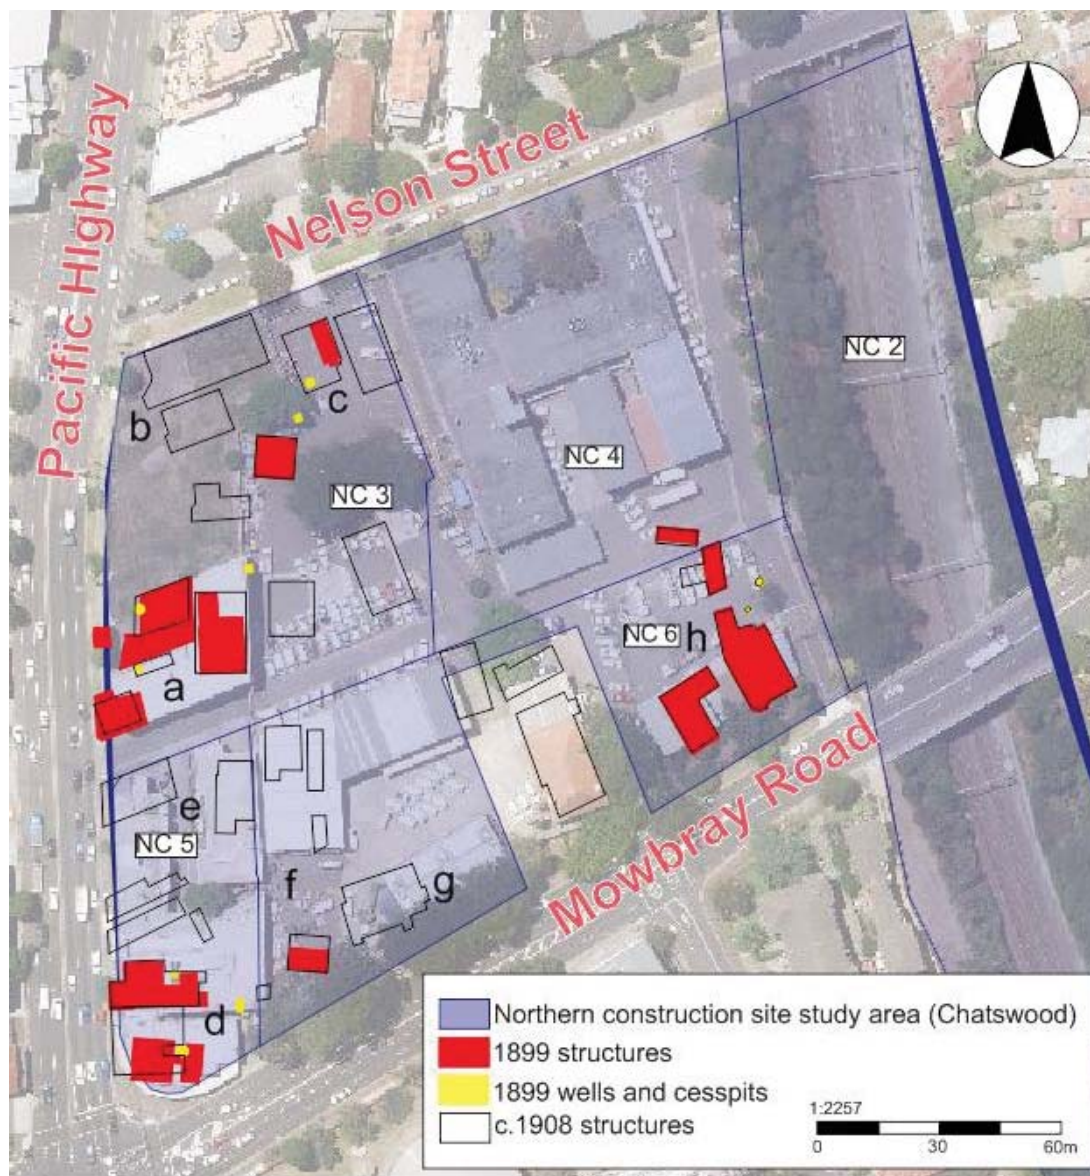 Pacific HIghway
Nelson Street
NC 2
b
c
NC 4
NC 3
NC 6
h
a
e
NC 5
Mowbray Road
f
g
d
Northern construction site study area (Chatswood)
1899 structures
1899 wells and cesspits
c.1908 structures
1:2257
0 30 60m